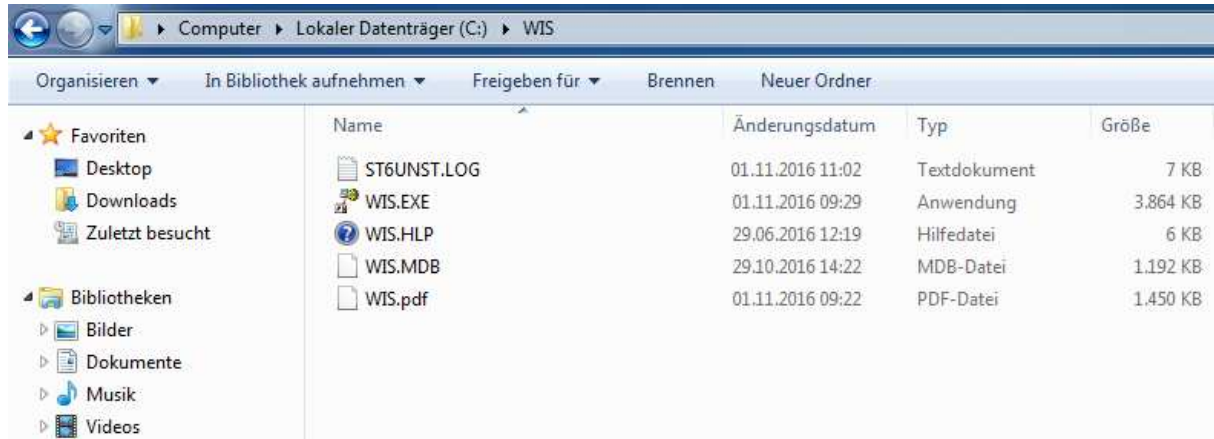 Computer Lokaler Datenträger (C:) WIS
Organisieren In Bibliothek aufnehmen Freigeben für Brennen Neuer Ordner
Favoriten
Desktop
Downloads
Zuletzt besucht
Bibliotheken
Bilder
Dokumente
Musik
Videos
Name Änderungsdatum Typ Größe
ST6UNST.LOG 01.11.2016 11:02 Textdokument 7 KB
WIS.EXE 01.11.2016 09:29 Anwendung 3.864 KB
WIS.HLP 29.06.2016 12:19 Hilfedatei 6 KB
WIS.MDB 29.10.2016 14:22 MDB-Datei 1.192 KB
WIS.pdf 01.11.2016 09:22 PDF-Datei 1.450 KB